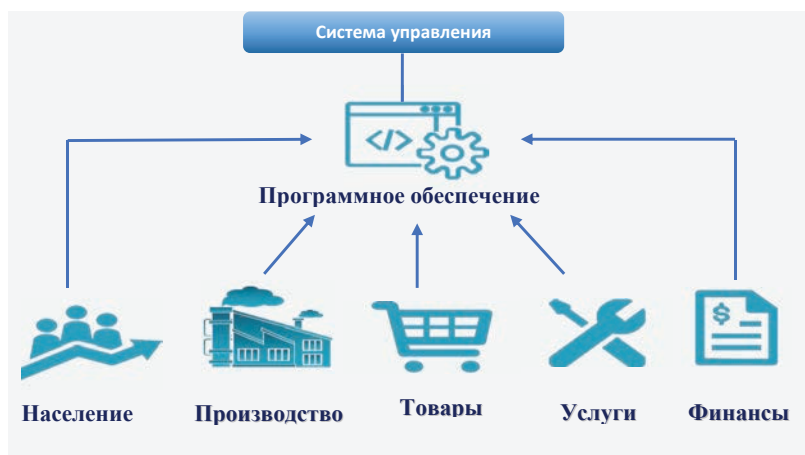 Система управления
</>
Программное обеспечение
$
Население
Производство
Товары
Услуги
Финансы